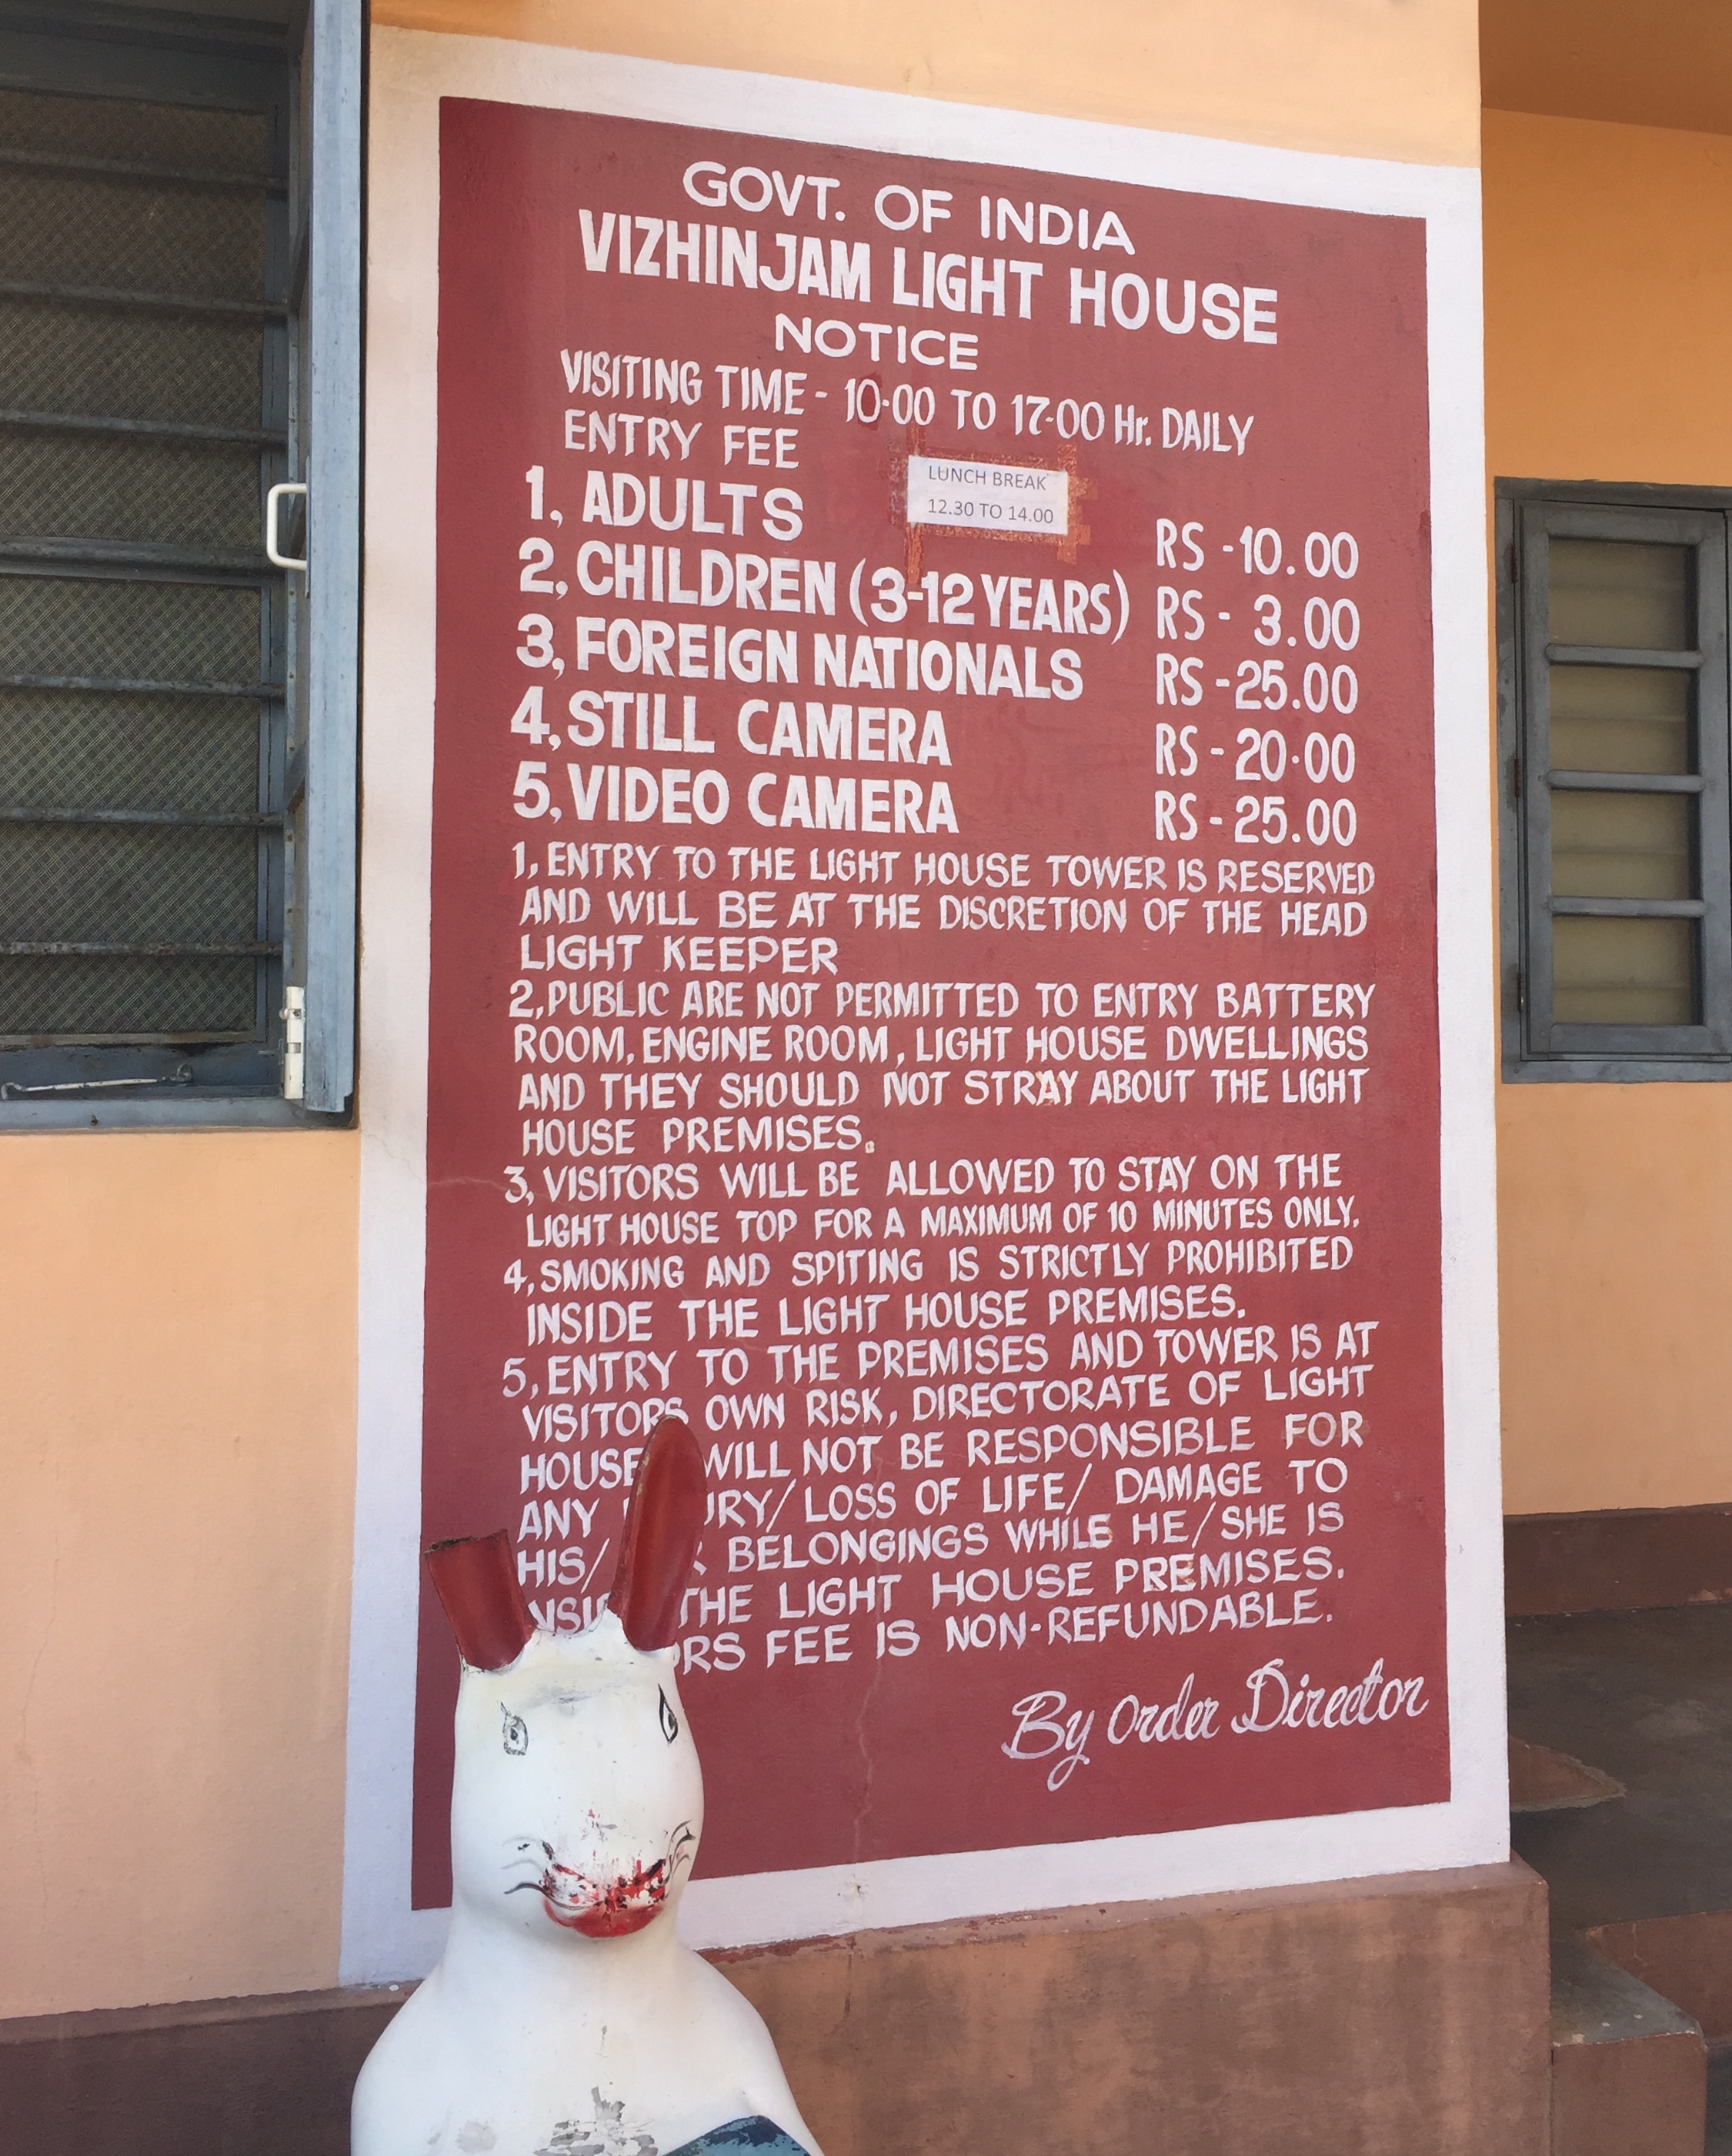 GOVT. OF INDIA
VIZHINJAM LIGHT HOUSE
NOTICE
VISITING TIME - 10·00 TO 17·00 Hr. DAILY
ENTRY FEE
LUNCH BREAK
12.30 TO 14.00
1, ADULTS RS - 10.00
2, CHILDREN (3-12 YEARS) RS - 3.00
3, FOREIGN NATIONALS RS - 25.00
4, STILL CAMERA RS - 20·00
5, VIDEO CAMERA RS - 25.00
1, ENTRY TO THE LIGHT HOUSE TOWER IS RESERVED
AND WILL BE AT THE DISCRETION OF THE HEAD
LIGHT KEEPER
2, PUBLIC ARE NOT PERMITTED TO ENTRY BATTERY
ROOM, ENGINE ROOM, LIGHT HOUSE DWELLINGS
AND THEY SHOULD NOT STRAY ABOUT THE LIGHT
HOUSE PREMISES.
3, VISITORS WILL BE ALLOWED TO STAY ON THE
LIGHT HOUSE TOP FOR A MAXIMUM OF 10 MINUTES ONLY.
4, SMOKING AND SPITING IS STRICTLY PROHIBITED
INSIDE THE LIGHT HOUSE PREMISES.
5, ENTRY TO THE PREMISES AND TOWER IS AT
VISITORS OWN RISK, DIRECTORATE OF LIGHT
HOUSE WILL NOT BE RESPONSIBLE FOR
ANY / LOSS OF LIFE/ DAMAGE TO
HIS/ BELONGINGS WHILE HE/SHE IS
THE LIGHT HOUSE PREMISES.
FEE IS NON-REFUNDABLE.
By Order Director